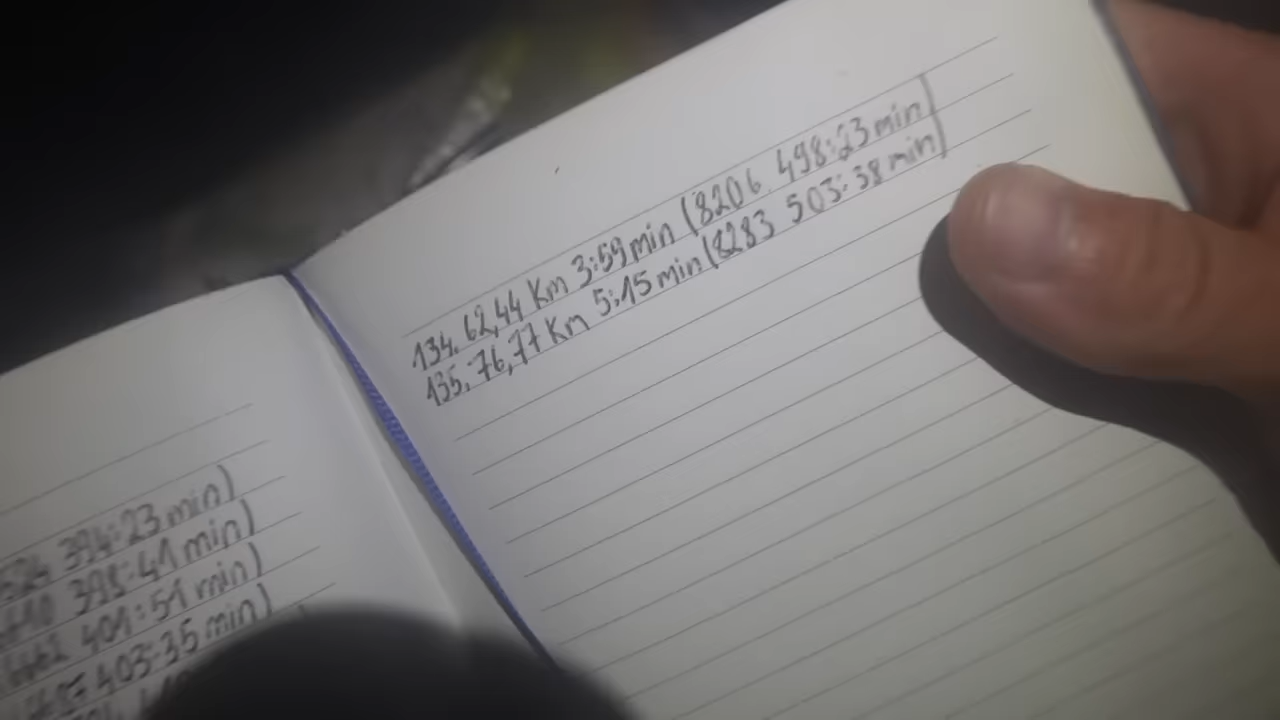 394:23 min)
398:41 min)
401:51 min)
403:35 min)
134. 62,44 Km 3:59 min (8206 498:23 min)
135. 76,77 Km 5:15 min (8283 503:38 min)